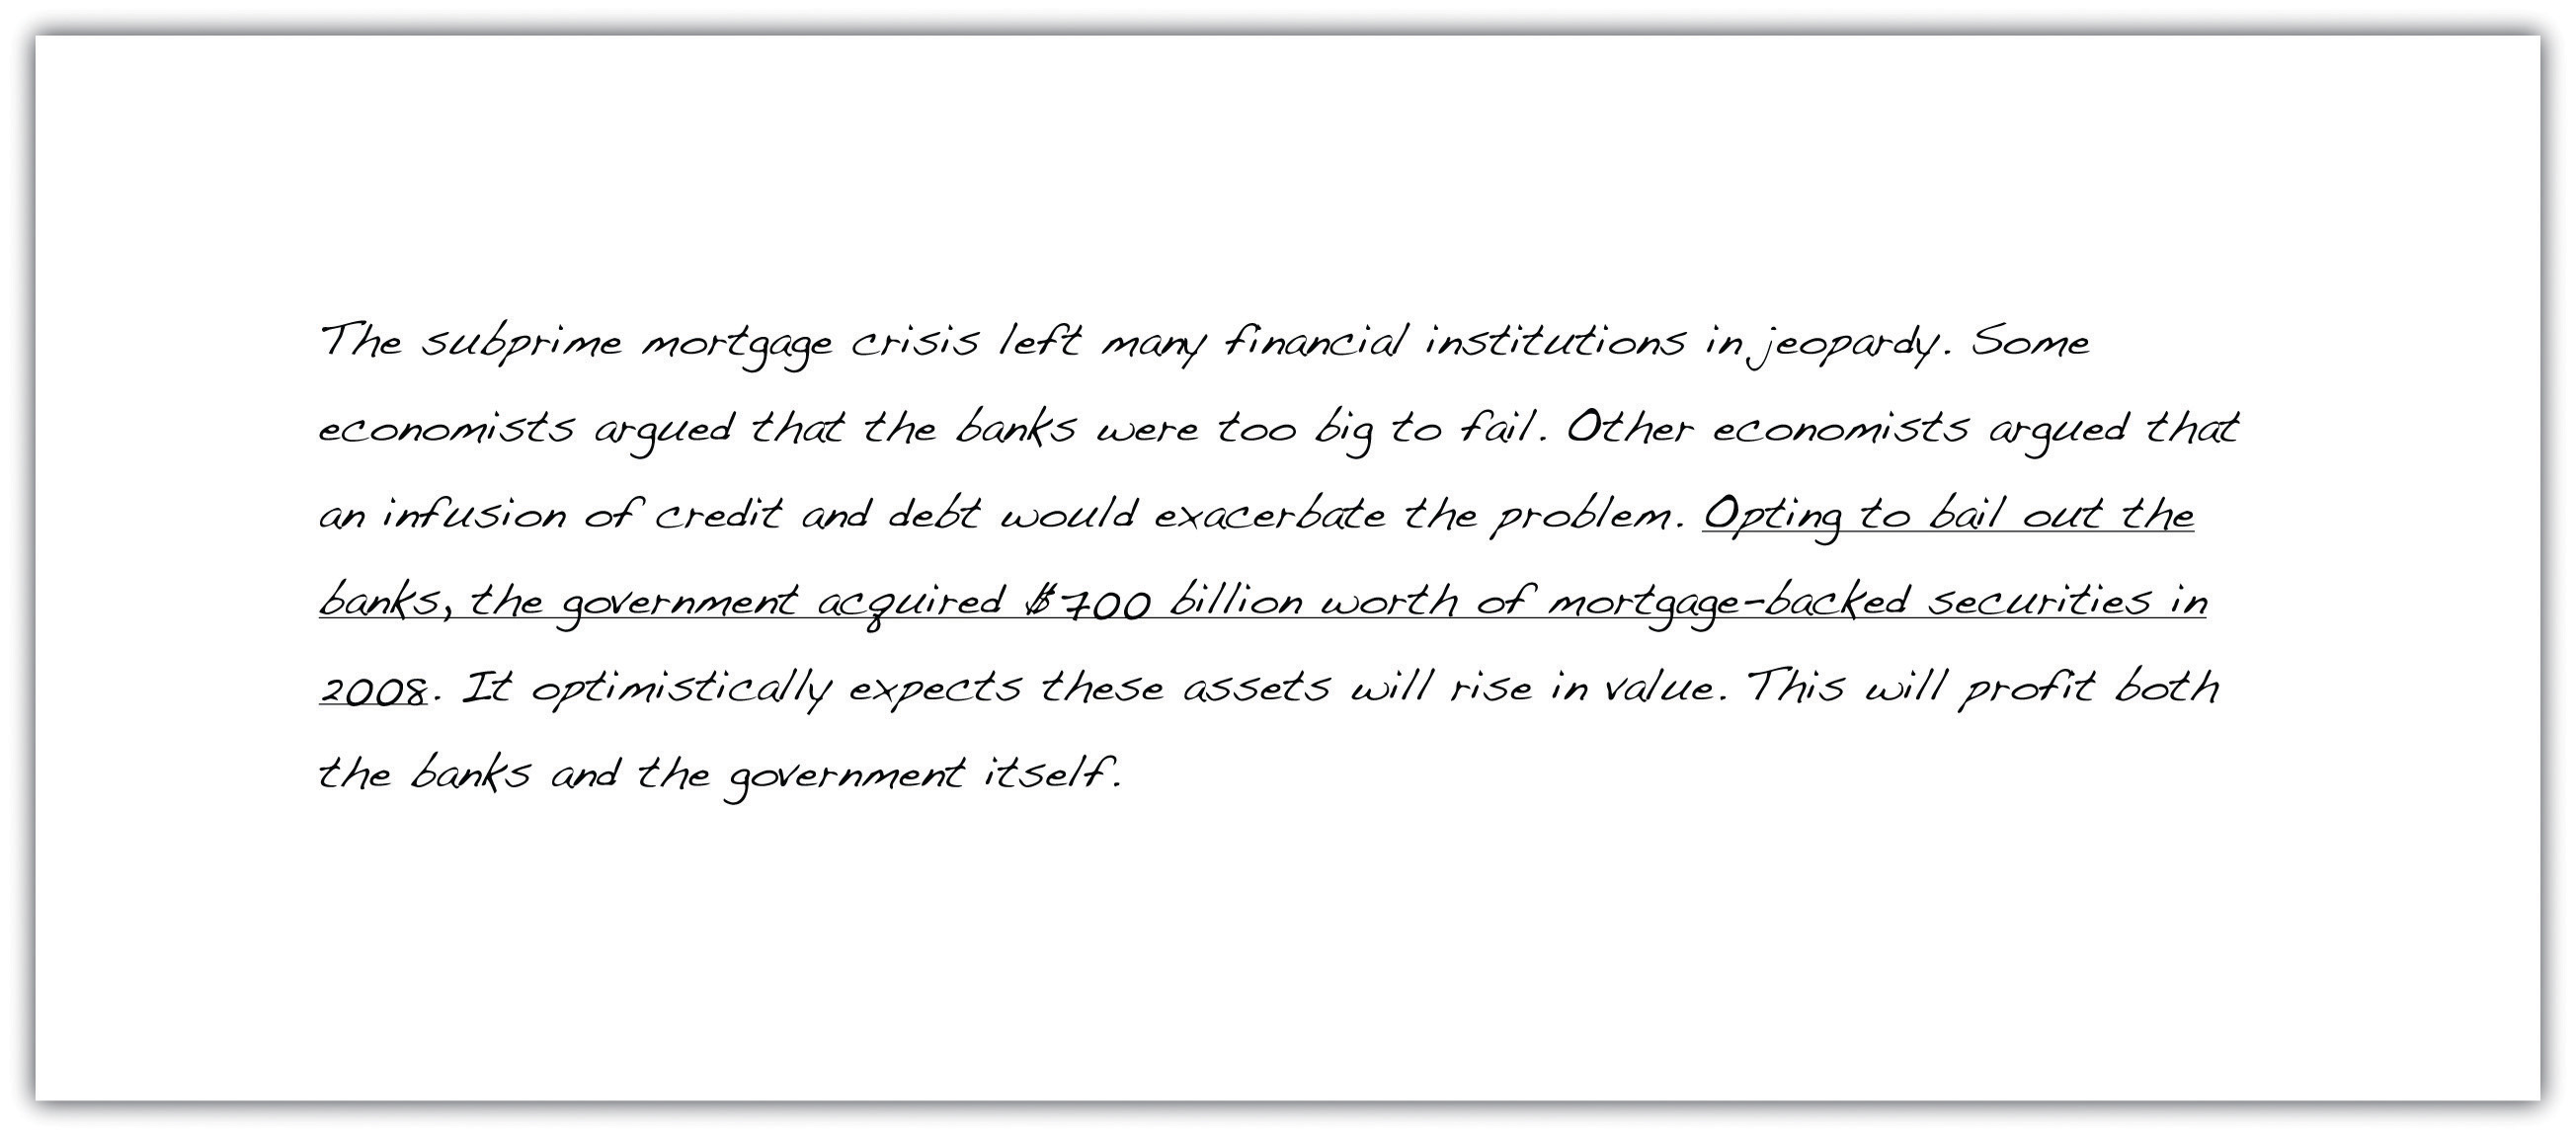 The subprime mortgage crisis left many financial institutions in jeopardy. Some
economists argued that the banks were too big to fail. Other economists argued that
an infusion of credit and debt would exacerbate the problem. Opting to bail out the
banks, the government acquired $700 billion worth of mortgage-backed securities in
2008. It optimistically expects these assets will rise in value. This will profit both
the banks and the government itself.